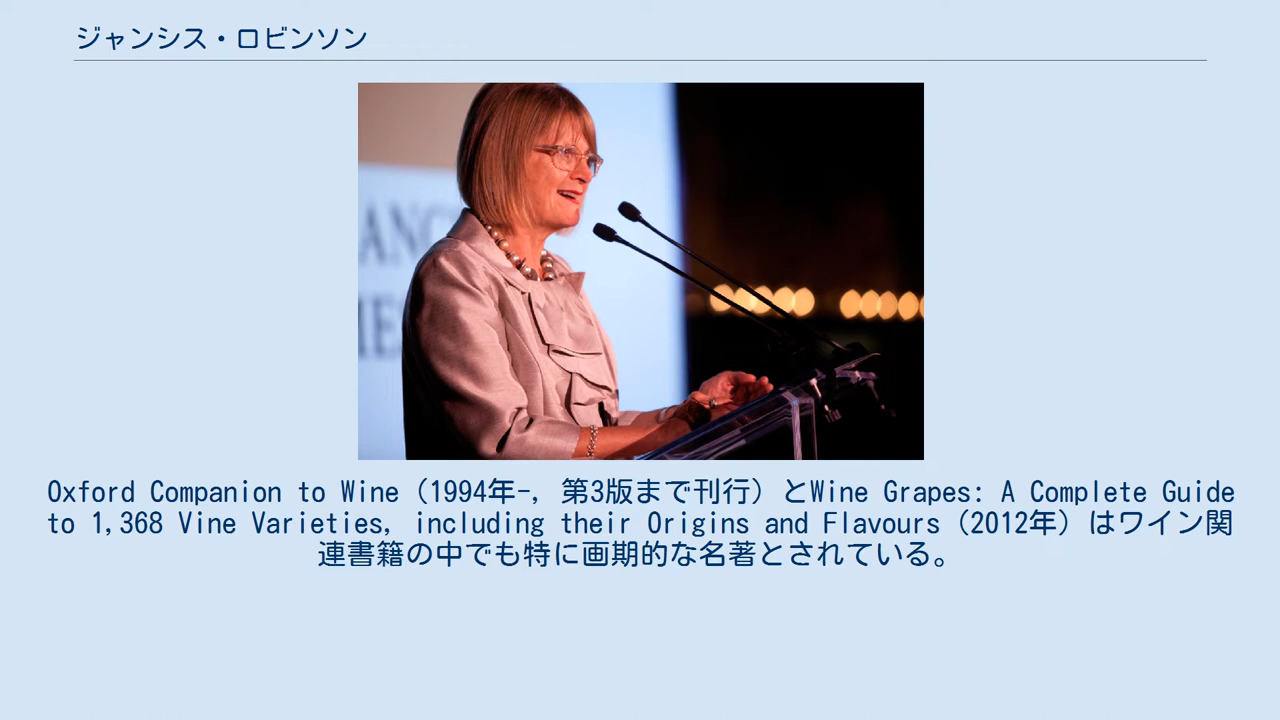 ジャンシス・ロビンソン
ANG
IE
Oxford Companion to Wine（1994年-, 第3版まで刊行）とWine Grapes: A Complete Guide
to 1,368 Vine Varieties, including their Origins and Flavours（2012年）はワイン関
連書籍の中でも特に画期的な名著とされている。